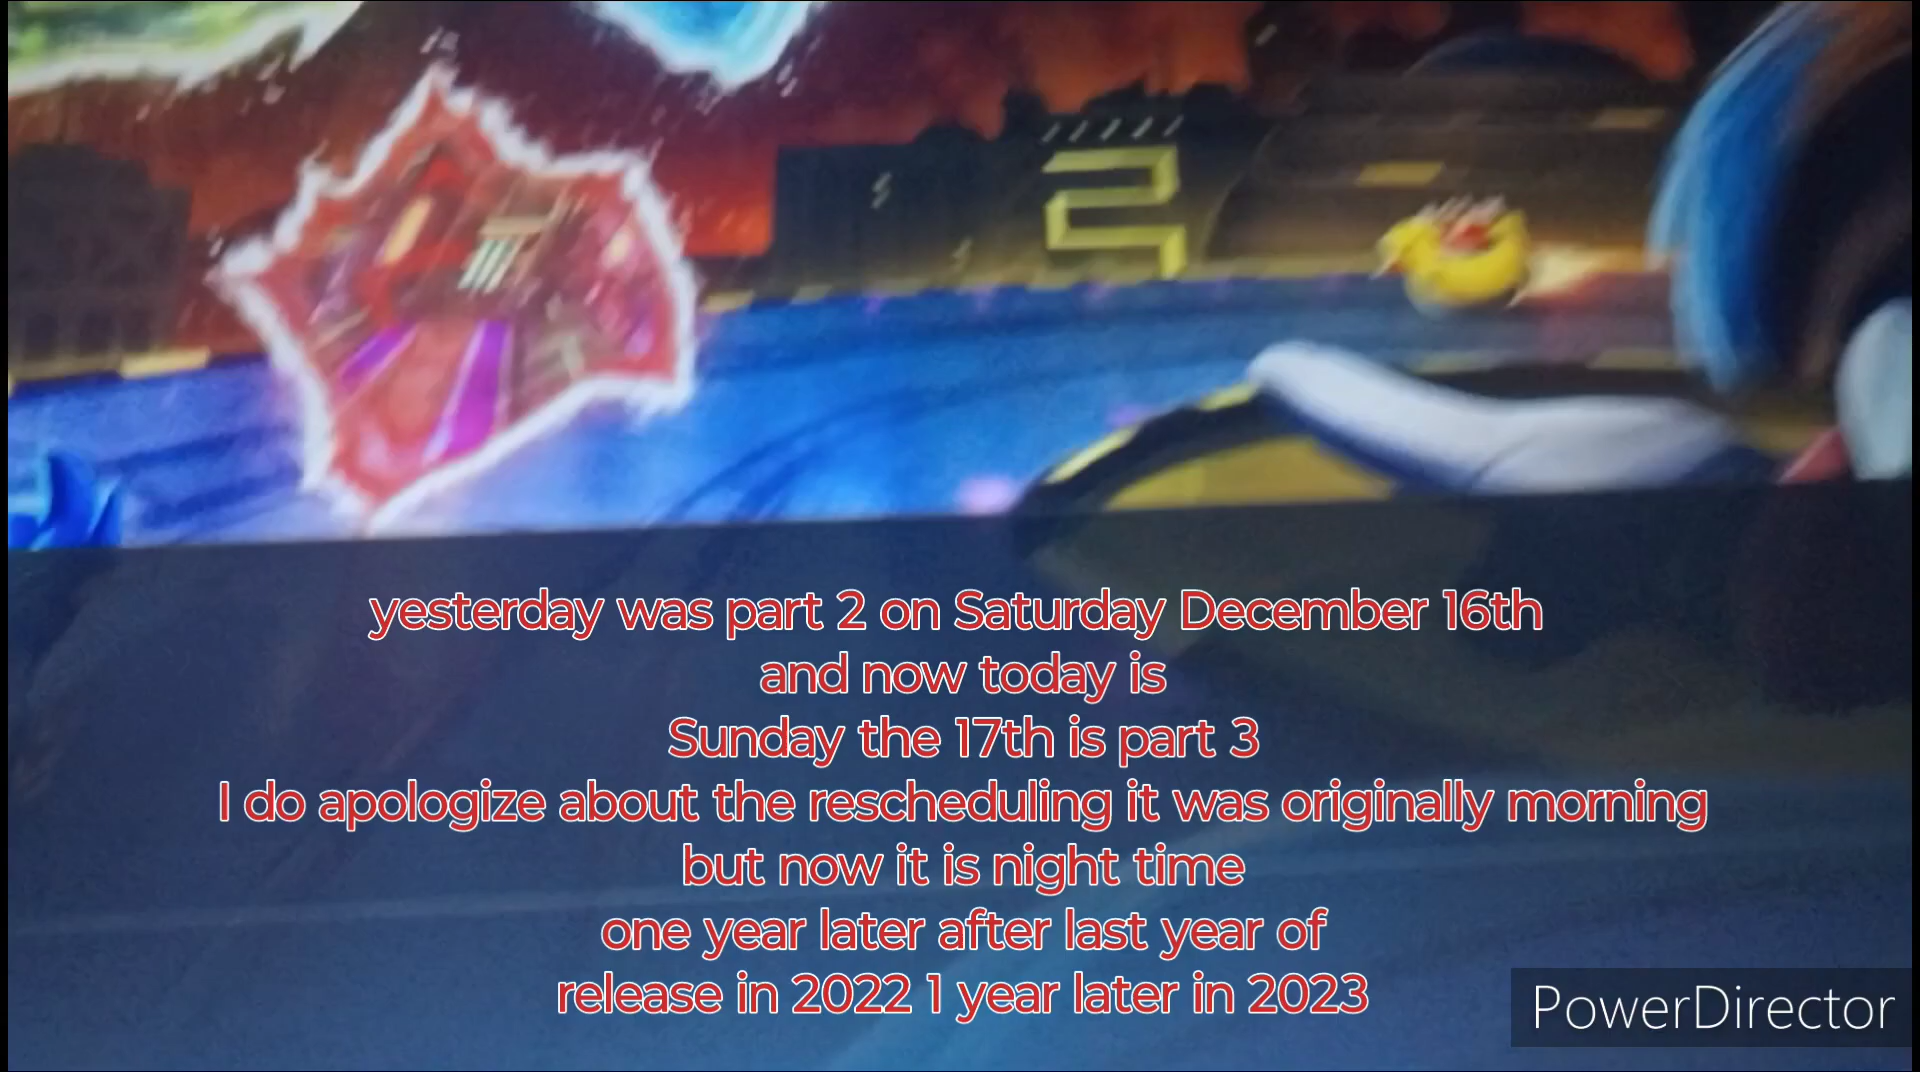 yesterday was part 2 on Saturday December 16th
and now today is
Sunday the 17th is part 3
I do apologize about the rescheduling it was originally morning
but now it is night time
one year later after last year of
release in 2022 1 year later in 2023
PowerDirector